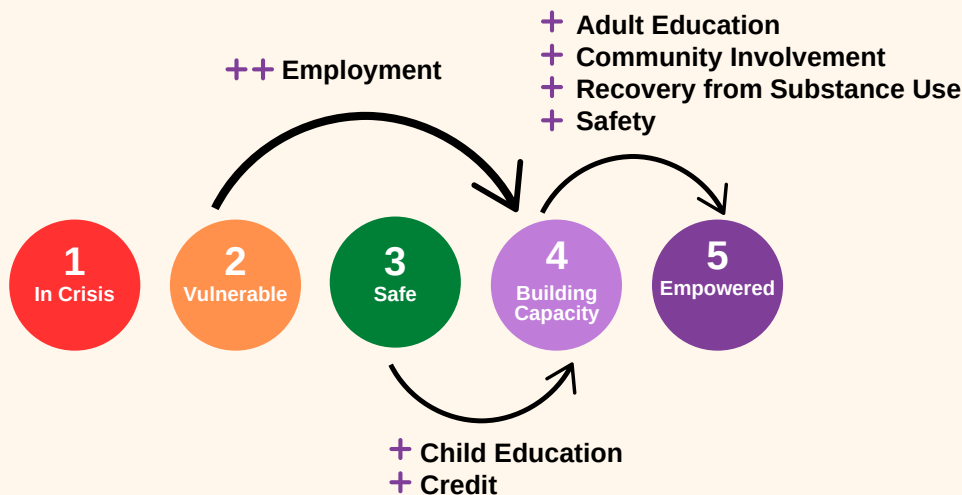 + Adult Education
+ Community Involvement
+ Recovery from Substance Use
+ Safety
++ Employment
1
In Crisis
2
Vulnerable
3
Safe
4
Building
Capacity
5
Empowered
+ Child Education
+ Credit